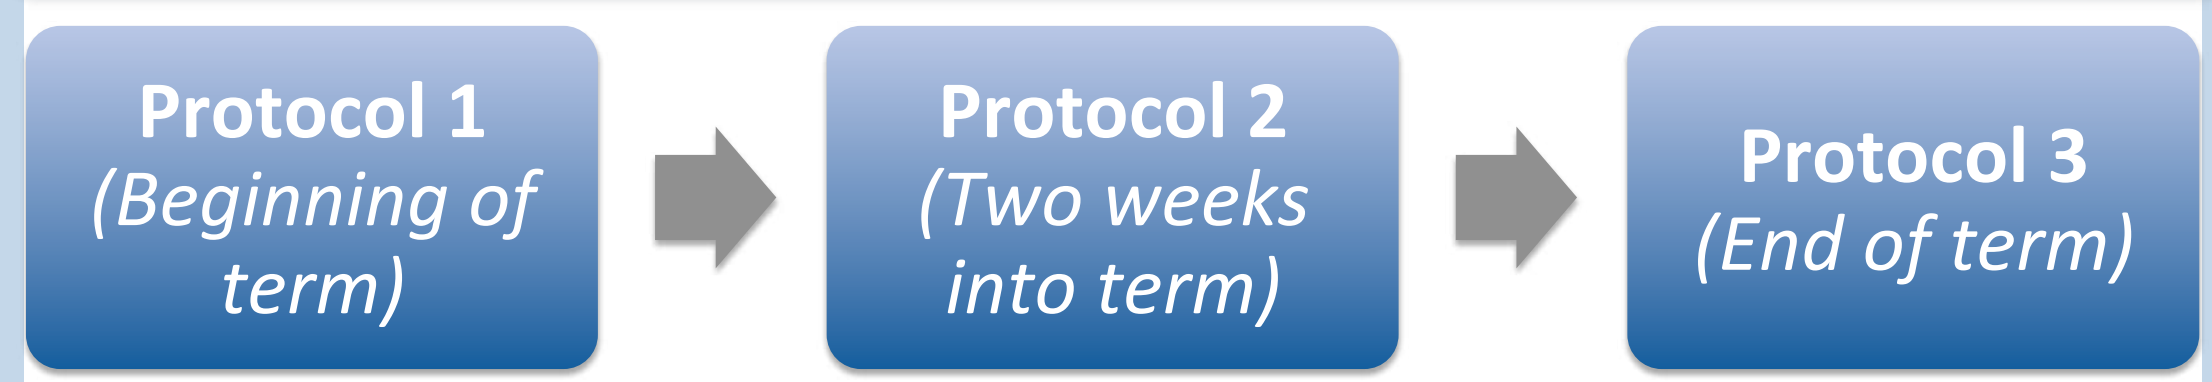 Protocol 1
(Beginning of
term)
Protocol 2
(Two weeks
into term)
Protocol 3
(End of term)